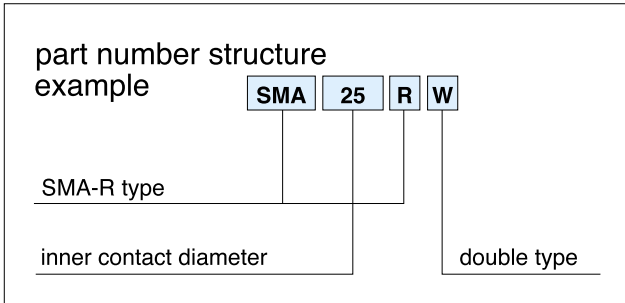 part number structure
example
SMA 25 R W
SMA-R type
inner contact diameter
double type